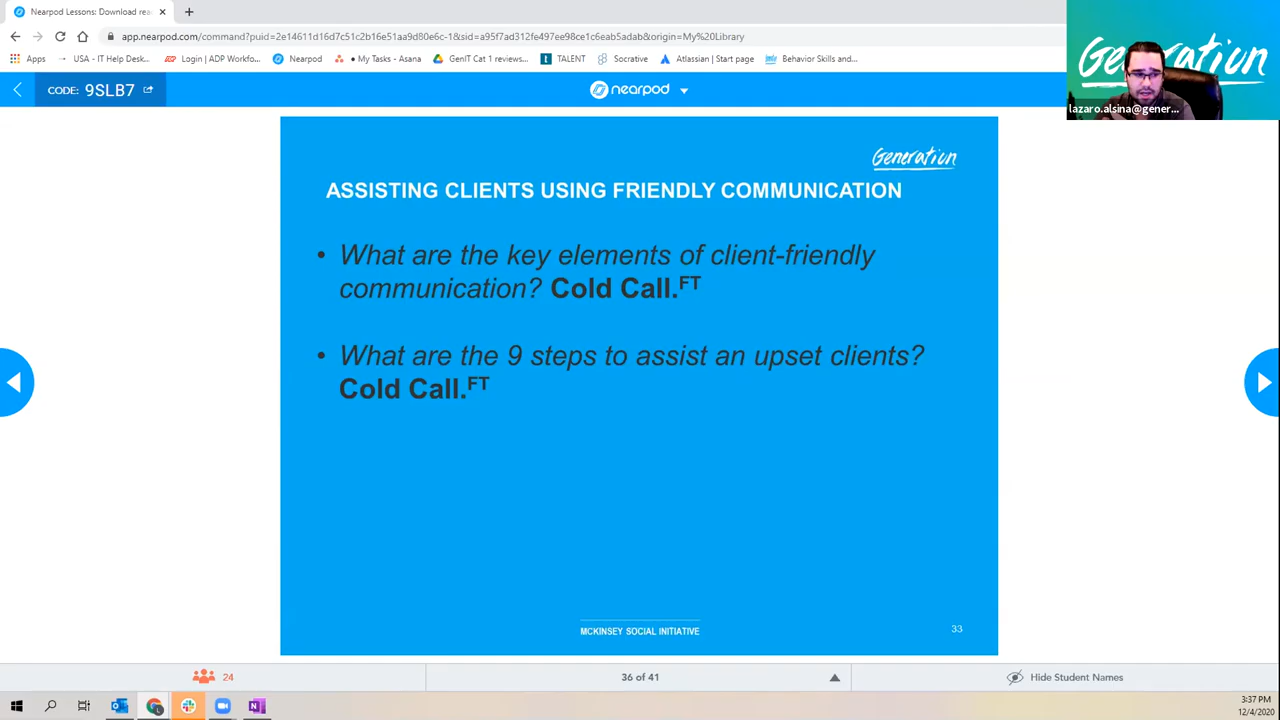 Nearpod Lessons: Download rea
app.nearpod.com/command?puid=2e14611d16d7c51c2b16e51aa9d80e6c-1&sid=a95f7ad312fe497ee98ce1c6eab5adab&origin=My%20Library
Apps USA - IT Help Desk... Login | ADP Workfo... Nearpod • My Tasks - Asana GenIT Cat 1 reviews... TALENT Socrative Atlassian | Start page Behavior Skills and...
Generation
lazaro.alsina@gener...
CODE: 9SLB7 nearpod
Generation
ASSISTING CLIENTS USING FRIENDLY COMMUNICATION
• What are the key elements of client-friendly
communication? Cold Call.FT
• What are the 9 steps to assist an upset clients?
Cold Call.FT
MCKINSEY SOCIAL INITIATIVE 33
24 36 of 41 Hide Student Names
3:37 PM
12/4/2020